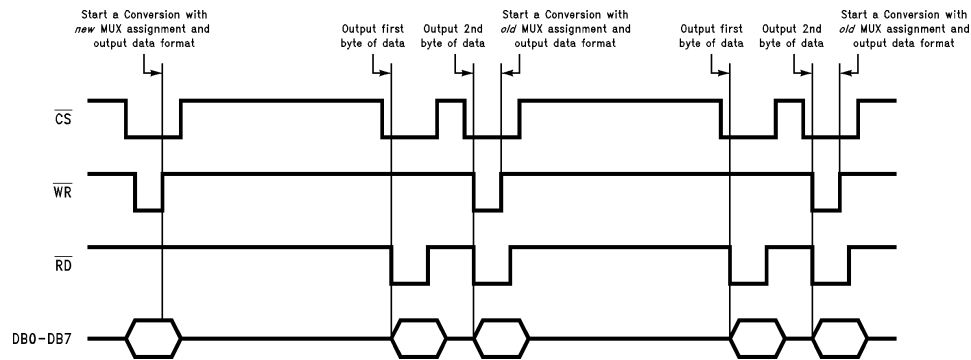 Start a Conversion with
new MUX assignment and
output data format
Output first
byte of data
Output 2nd
byte of data
Start a Conversion with
old MUX assignment and
output data format
Output first
byte of data
Output 2nd
byte of data
Start a Conversion with
old MUX assignment and
output data format
CS
WR
RD
DB0-DB7